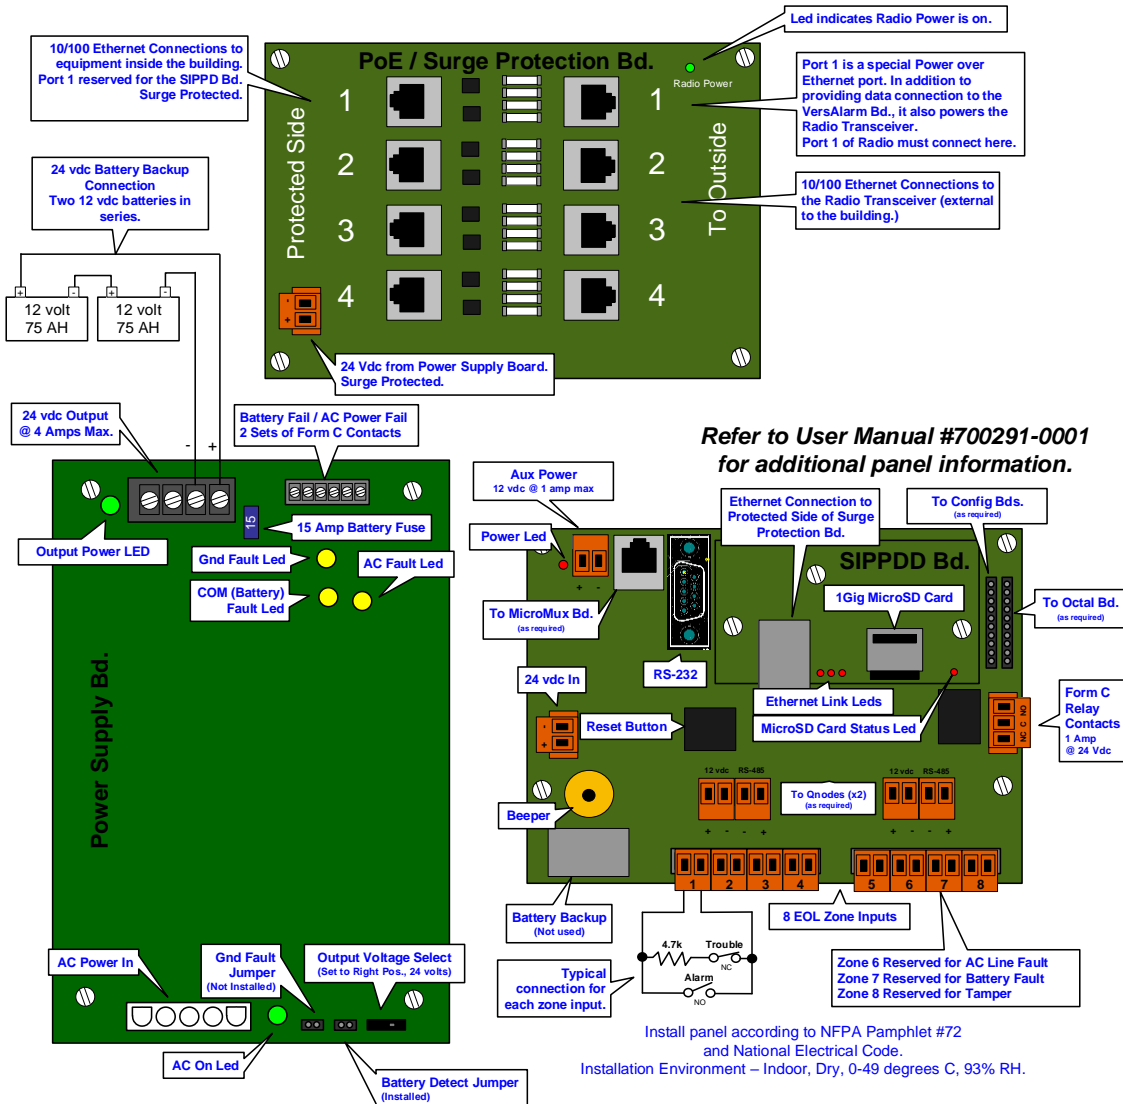 Led indicates Radio Power is on.
10/100 Ethernet Connections to
equipment inside the building.
Port 1 reserved for the SIPPD Bd.
Surge Protected.
PoE / Surge Protection Bd.
Radio Power
Port 1 is a special Power over
Ethernet port. In addition to
providing data connection to the
VersAlarm Bd., it also powers the
Radio Transceiver.
Port 1 of Radio must connect here.
Protected Side
To Outside
1
1
2
2
3
3
4
4
10/100 Ethernet Connections to
the Radio Transceiver (external
to the building.)
24 vdc Battery Backup
Connection
Two 12 vdc batteries in
series.
+
-
+
-
12 volt
75 AH
12 volt
75 AH
-
+
24 Vdc from Power Supply Board.
Surge Protected.
24 vdc Output
@ 4 Amps Max.
-
+
Battery Fail / AC Power Fail
2 Sets of Form C Contacts
15
15 Amp Battery Fuse
Output Power LED
Gnd Fault Led
AC Fault Led
COM (Battery)
Fault Led
Power Supply Bd.
AC Power In
Gnd Fault
Jumper
(Not Installed)
Output Voltage Select
(Set to Right Pos., 24 volts)
AC On Led
Battery Detect Jumper
(Installed)
Refer to User Manual #700291-0001
for additional panel information.
Aux Power
12 vdc @ 1 amp max
Ethernet Connection to
Protected Side of Surge
Protection Bd.
To Config Bds.
(as required)
Power Led
+
-
SIPPDD Bd.
1Gig MicroSD Card
To MicroMux Bd.
(as required)
To Octal Bd.
(as required)
RS-232
24 vdc In
Ethernet Link Leds
MicroSD Card Status Led
Form C
Relay
Contacts
1 Amp
@ 24 Vdc
NC C NO
-
+
Reset Button
12 vdc
RS-485
12 vdc
RS-485
To Qnodes (x2)
(as required)
+ - - +
+ - - +
Beeper
1 2 3 4
5 6 7 8
Battery Backup
(Not used)
8 EOL Zone Inputs
4.7k
Trouble
NC
Alarm
NO
Typical
connection for
each zone input.
Zone 6 Reserved for AC Line Fault
Zone 7 Reserved for Battery Fault
Zone 8 Reserved for Tamper
Install panel according to NFPA Pamphlet #72
and National Electrical Code.
Installation Environment – Indoor, Dry, 0-49 degrees C, 93% RH.